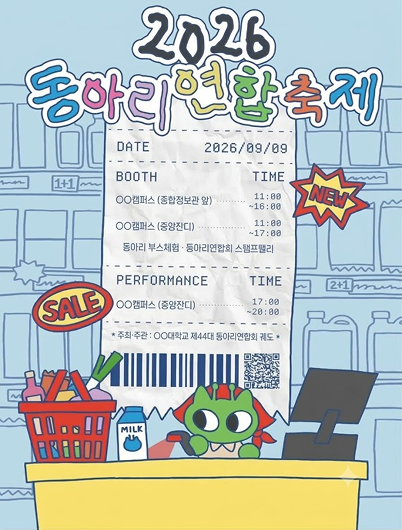 2026
동아리연합축제
DATE 2026/09/09
BOOTH TIME
OO캠퍼스 (종합정보관 앞) 11:00
~16:00
OO캠퍼스 (중앙잔디) 11:00
~17:00
동아리 부스체험 · 동아리연합회 스탬프랠리
PERFORMANCE TIME
OO캠퍼스 (중앙잔디) 17:00
~20:00
* 주최·주관 : OO대학교 제44대 동아리연합회 궤도 *
1+1
NEW
2+1
SALE
MILK